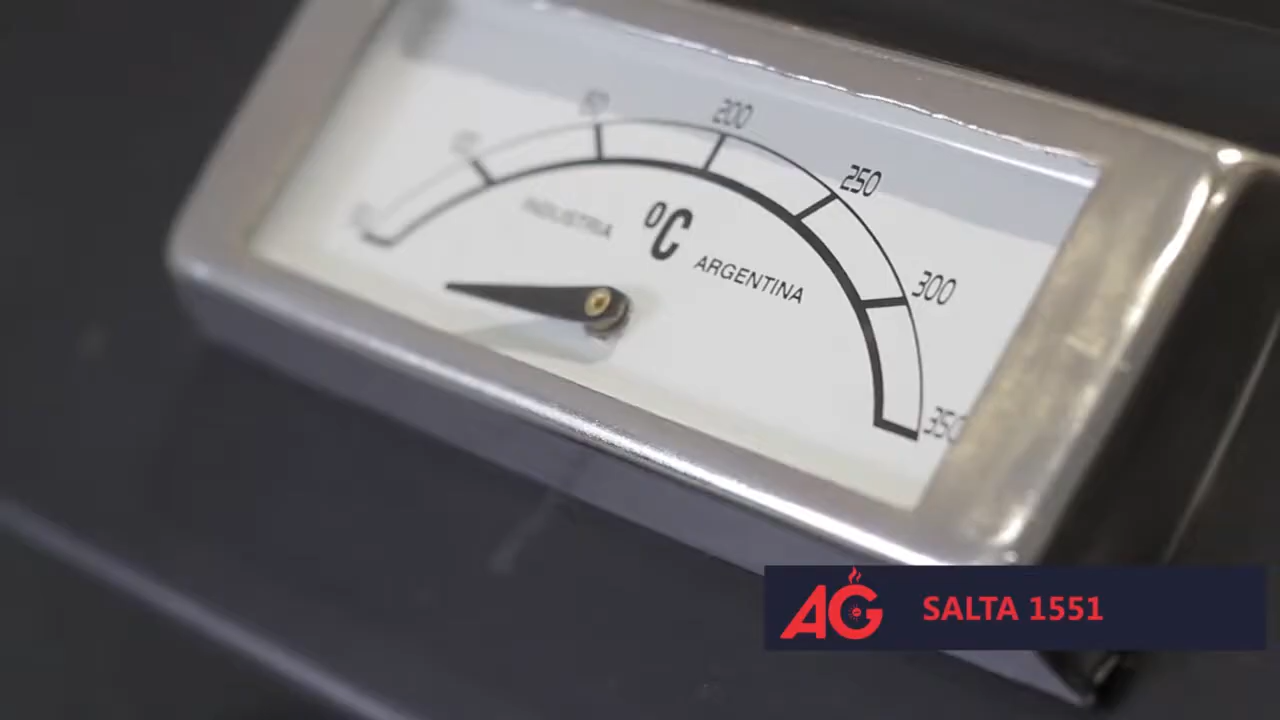 200
250
300
350
°C
INDUSTRIA
ARGENTINA
AG
SALTA 1551